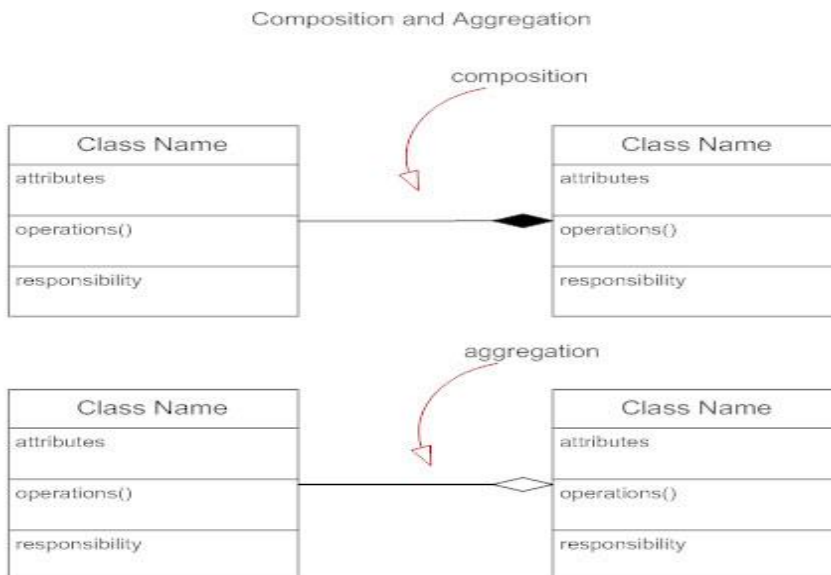 Composition and Aggregation
composition
Class Name
Class Name
attributes
attributes
operations()
operations()
responsibility
responsibility
aggregation
Class Name
Class Name
attributes
attributes
operations()
operations()
responsibility
responsibility